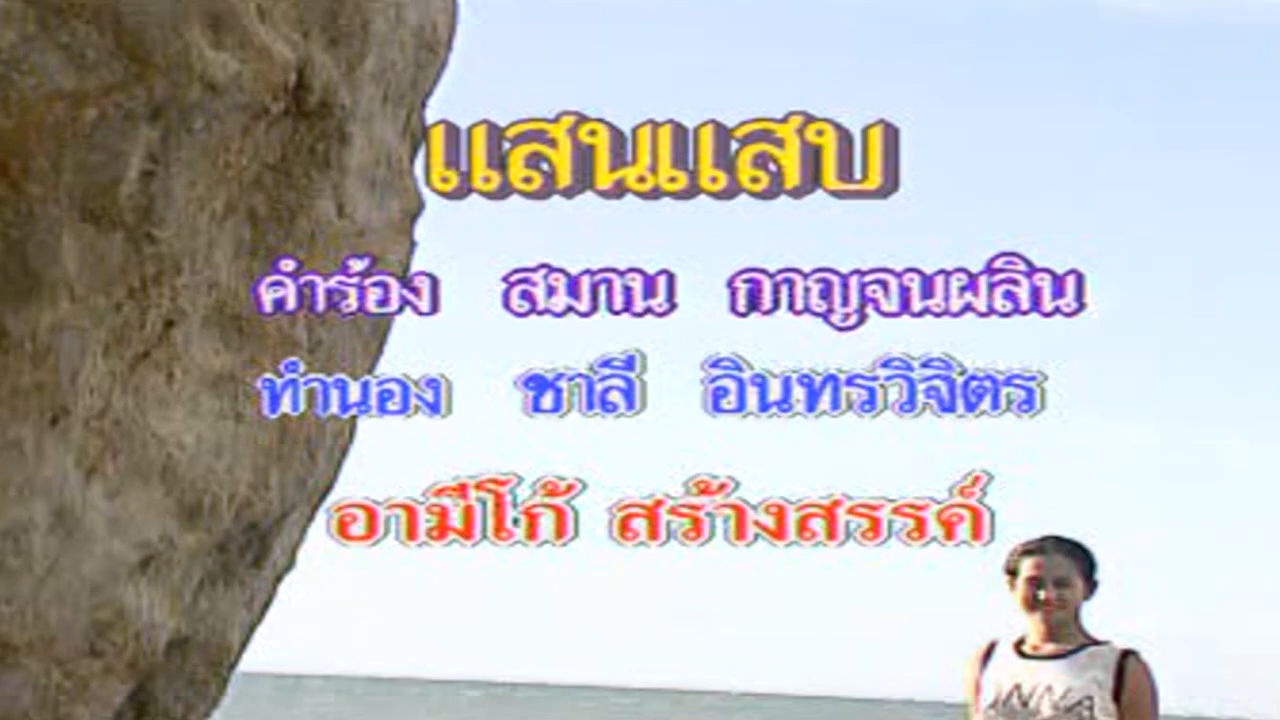 แสนแสบ
คำร้อง สมาน กาญจนผลิน
ทำนอง ชาลี อินทรวิจิตร
อามีโก้ สร้างสรรค์